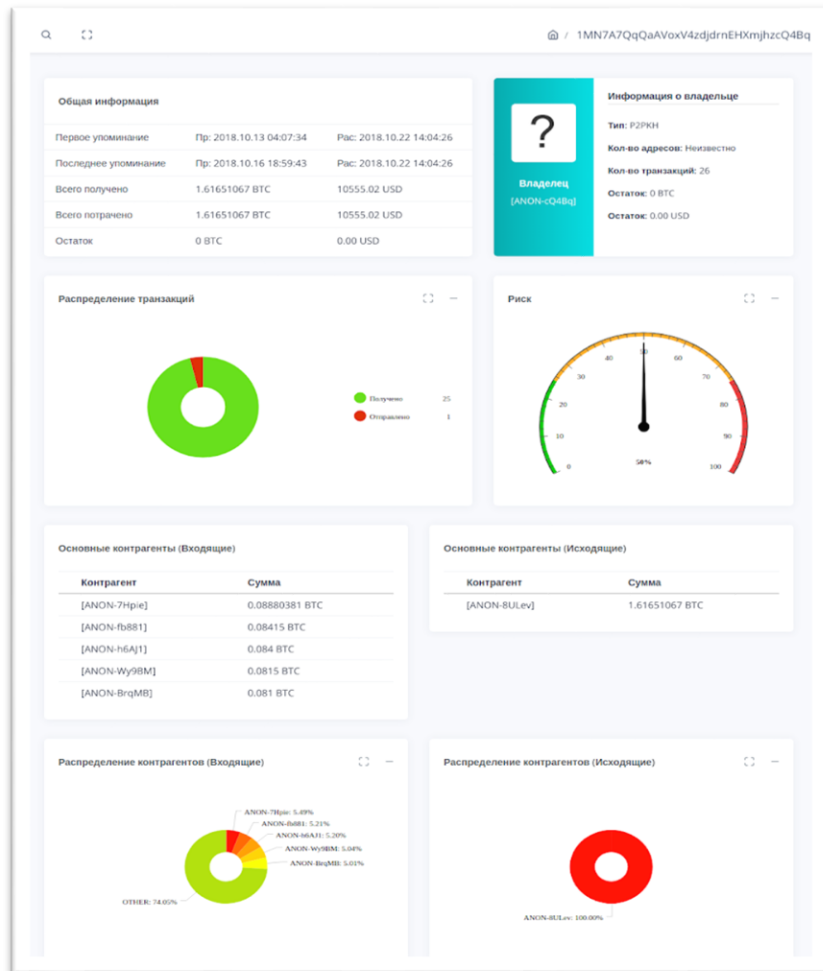 / 1MN7A7QqQaAVoxV4zdjdrnEHXmjhzcQ4Bq
Общая информация
Первое упоминание Пр: 2018.10.13 04:07:34 Рас: 2018.10.22 14:04:26
Последнее упоминание Пр: 2018.10.16 18:59:43 Рас: 2018.10.22 14:04:26
Всего получено 1.61651067 BTC 10555.02 USD
Всего потрачено 1.61651067 BTC 10555.02 USD
Остаток 0 BTC 0.00 USD
?
Владелец
[ANON-cQ4Bq]
Информация о владельце
Тип: P2PKH
Кол-во адресов: Неизвестно
Кол-во транзакций: 26
Остаток: 0 BTC
Остаток: 0.00 USD
Распределение транзакций
Получено 25
Отправлено 1
Риск
0
10
20
30
40
50
60
70
80
90
100
50%
Основные контрагенты (Входящие)
Контрагент Сумма
[ANON-7Hpie] 0.08880381 BTC
[ANON-fb881] 0.08415 BTC
[ANON-h6AJ1] 0.084 BTC
[ANON-Wy9BM] 0.0815 BTC
[ANON-BrqMB] 0.081 BTC
Основные контрагенты (Исходящие)
Контрагент Сумма
[ANON-8ULev] 1.61651067 BTC
Распределение контрагентов (Входящие)
ANON-7Hpie: 5.49%
ANON-fb881: 5.21%
ANON-h6AJ1: 5.20%
ANON-Wy9BM: 5.04%
ANON-BrqMB: 5.01%
OTHER: 74.05%
Распределение контрагентов (Исходящие)
ANON-8ULev: 100.00%